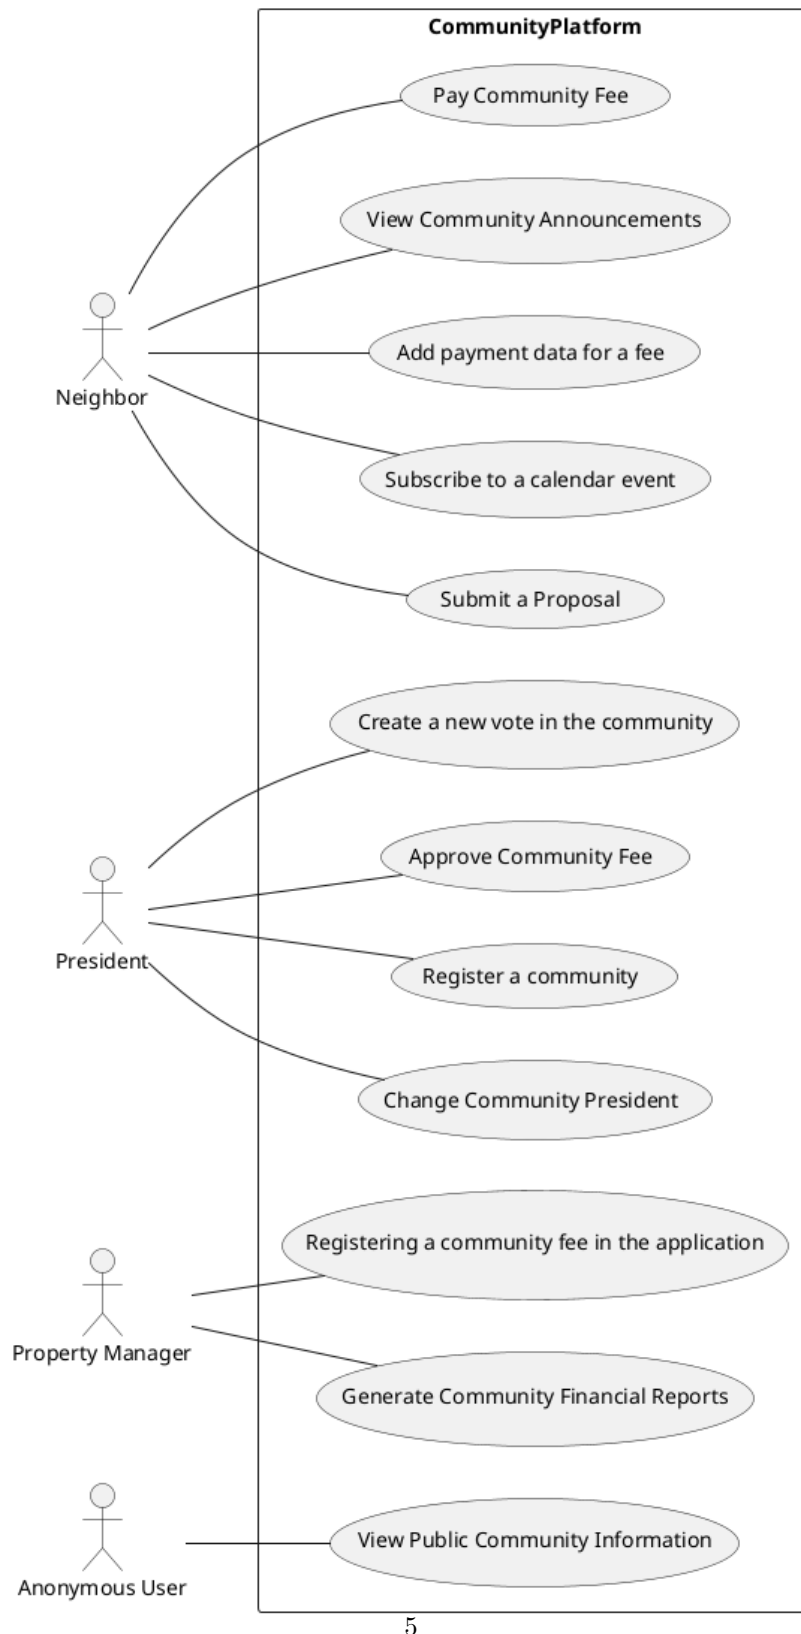 CommunityPlatform
Pay Community Fee
View Community Announcements
Add payment data for a fee
Neighbor
Subscribe to a calendar event
Submit a Proposal
Create a new vote in the community
Approve Community Fee
President
Register a community
Change Community President
Registering a community fee in the application
Property Manager
Generate Community Financial Reports
View Public Community Information
Anonymous User
5